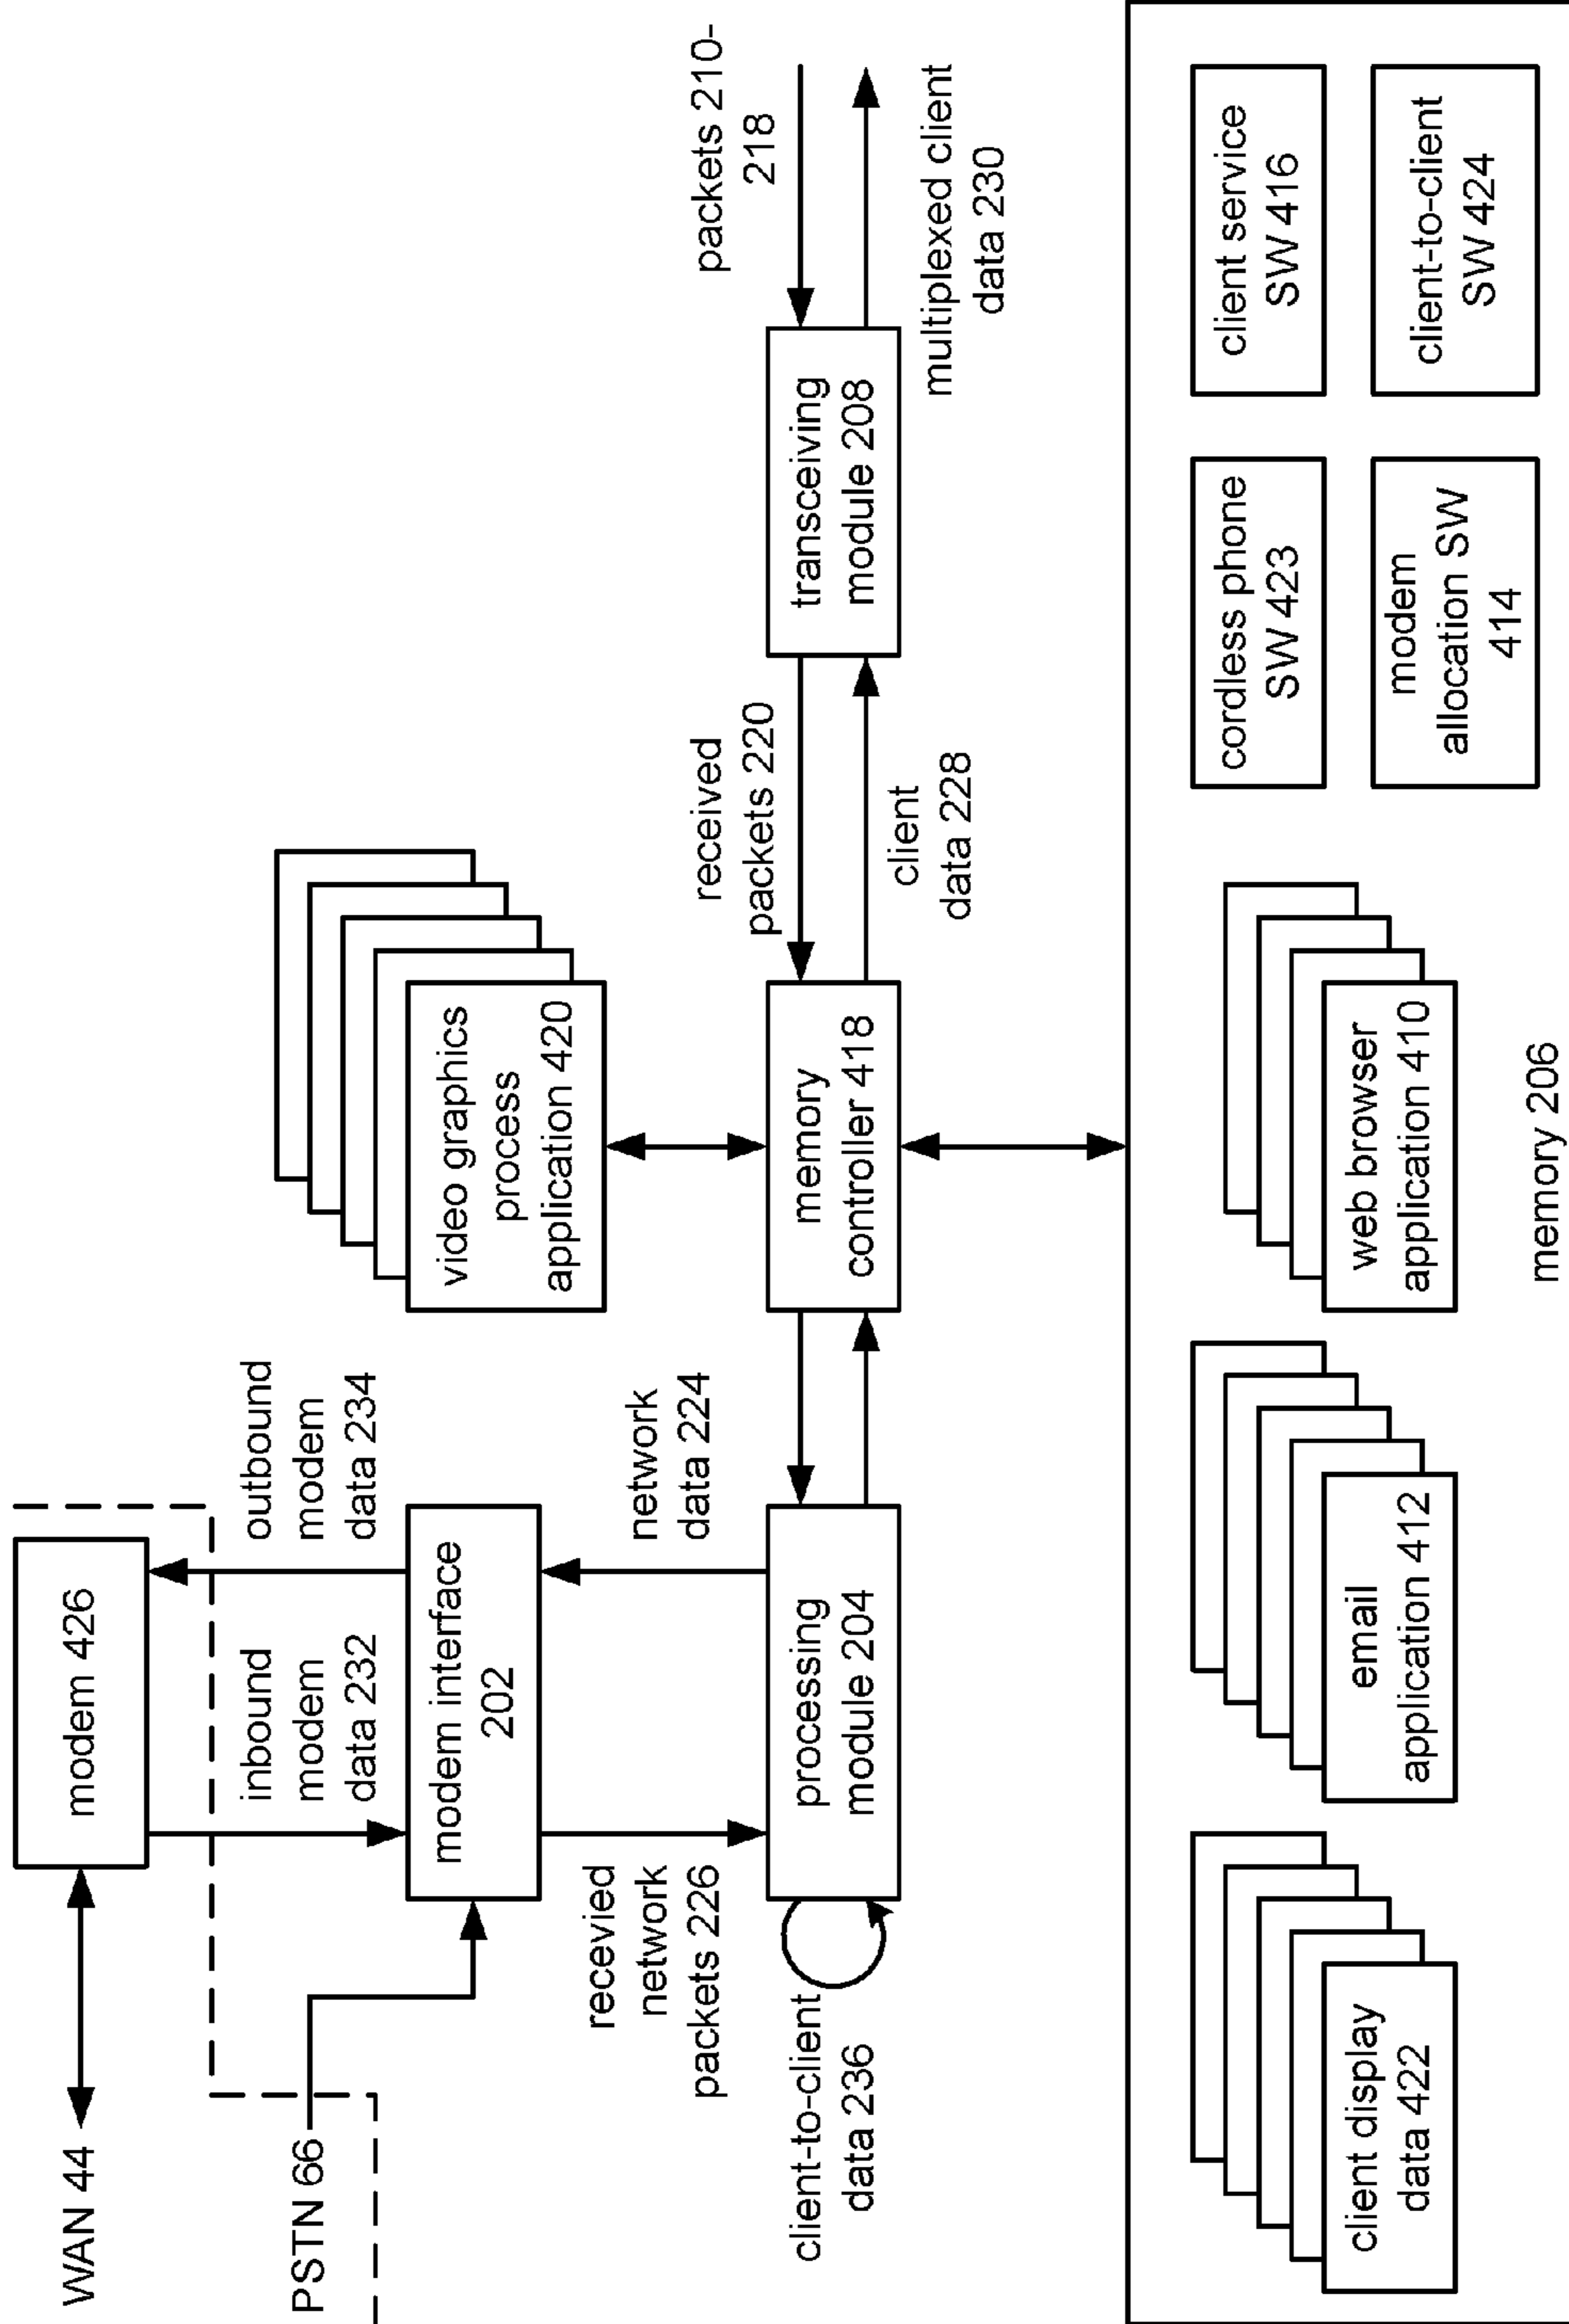 WAN 44
modem 426
PSTN 66
inbound
modem
data 232
outbound
modem
data 234
modem interface
202
video graphics
process
application 420
recevied
network
packets 226
network
data 224
received
packets 220
packets 210-
218
client-to-client
data 236
processing
module 204
memory
controller 418
transceiving
module 208
client
data 228
multiplexed client
data 230
client display
data 422
email
application 412
web browser
application 410
cordless phone
SW 423
client service
SW 416
modem
allocation SW
414
client-to-client
SW 424
memory 206